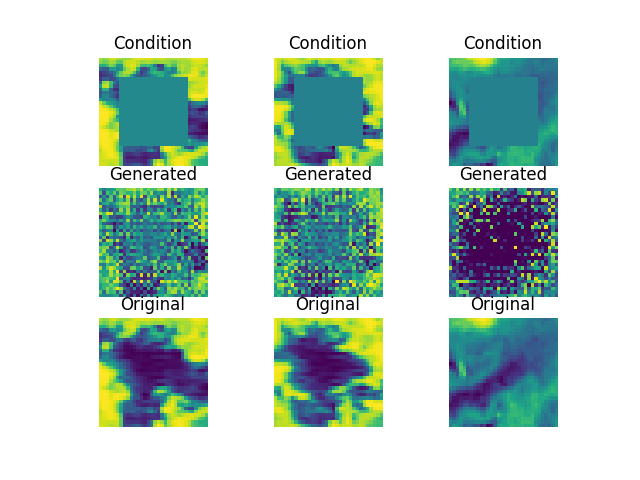 Condition Condition Condition
Generated Generated Generated
Original Original Original